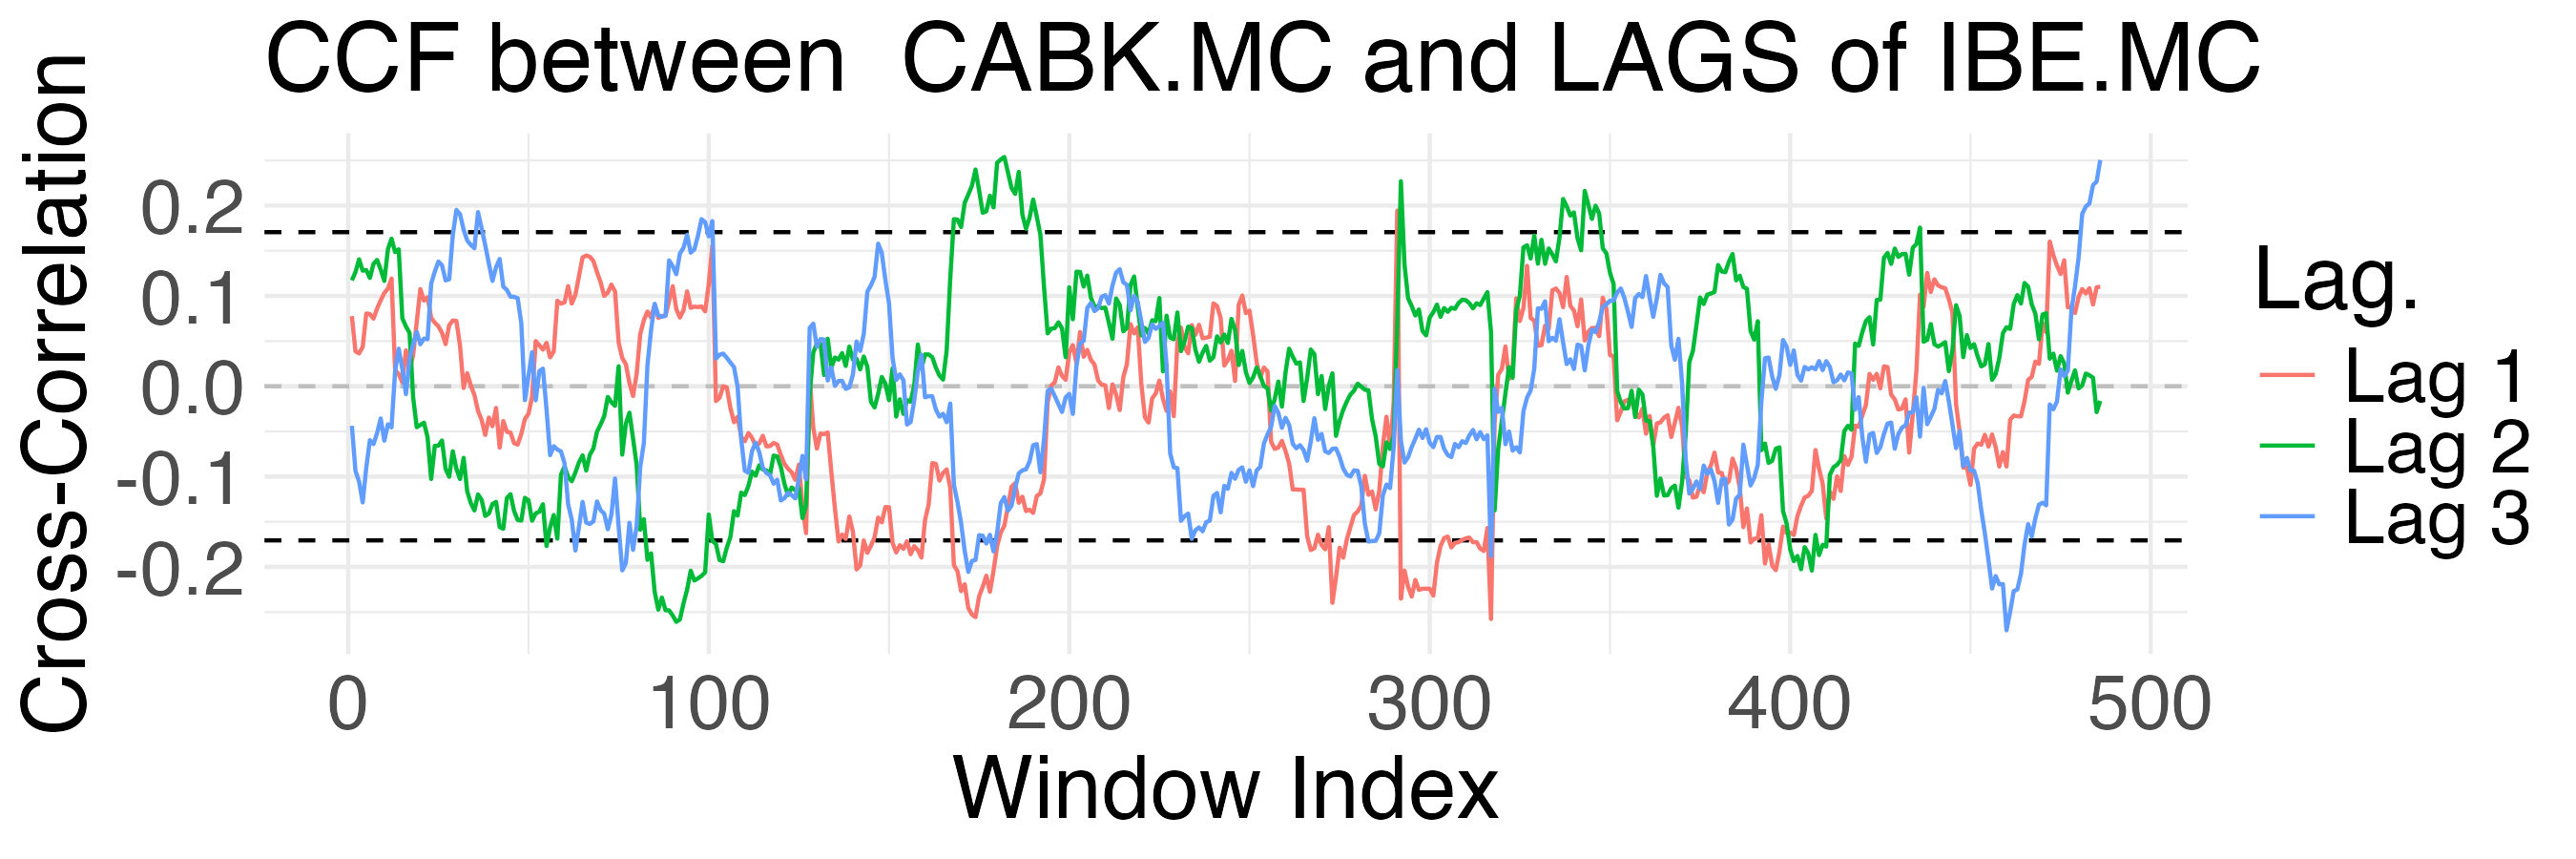 CCF between  CABK.MC and LAGS of IBE.MC
Cross-Correlation
0.2
0.1
0.0
-0.1
-0.2
0 100 200 300 400 500
Window Index
Lag.
Lag 1
Lag 2
Lag 3